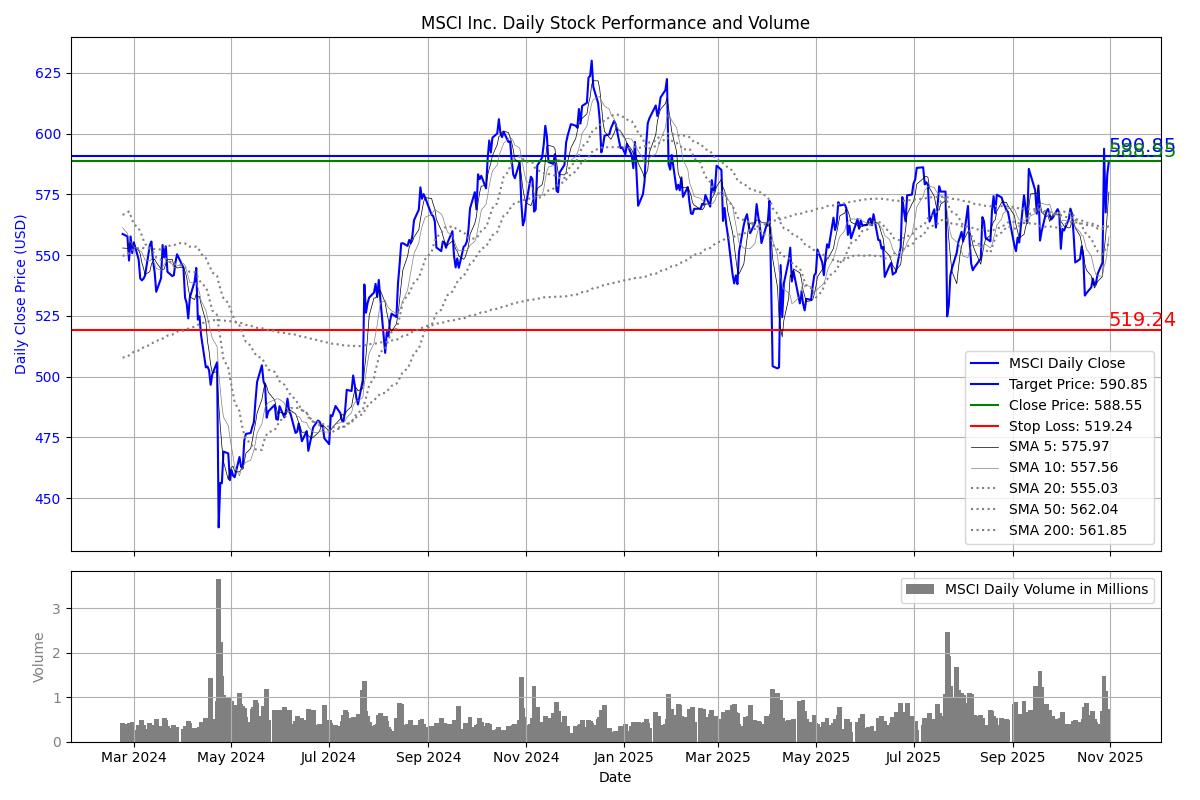 MSCI Inc. Daily Stock Performance and Volume
Daily Close Price (USD)
625
600
575
550
525
500
475
450
590.85
588.55
519.24
MSCI Daily Close
Target Price: 590.85
Close Price: 588.55
Stop Loss: 519.24
SMA 5: 575.97
SMA 10: 557.56
SMA 20: 555.03
SMA 50: 562.04
SMA 200: 561.85
Volume
3
2
1
0
MSCI Daily Volume in Millions
Mar 2024
May 2024
Jul 2024
Sep 2024
Nov 2024
Jan 2025
Mar 2025
May 2025
Jul 2025
Sep 2025
Nov 2025
Date